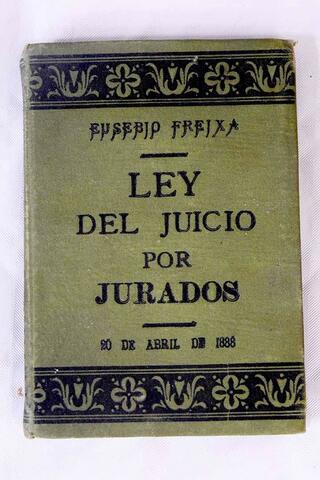 EUSEBIO FREIXA
LEY
DEL JUICIO
POR
JURADOS
20 DE ABRIL DE 1888